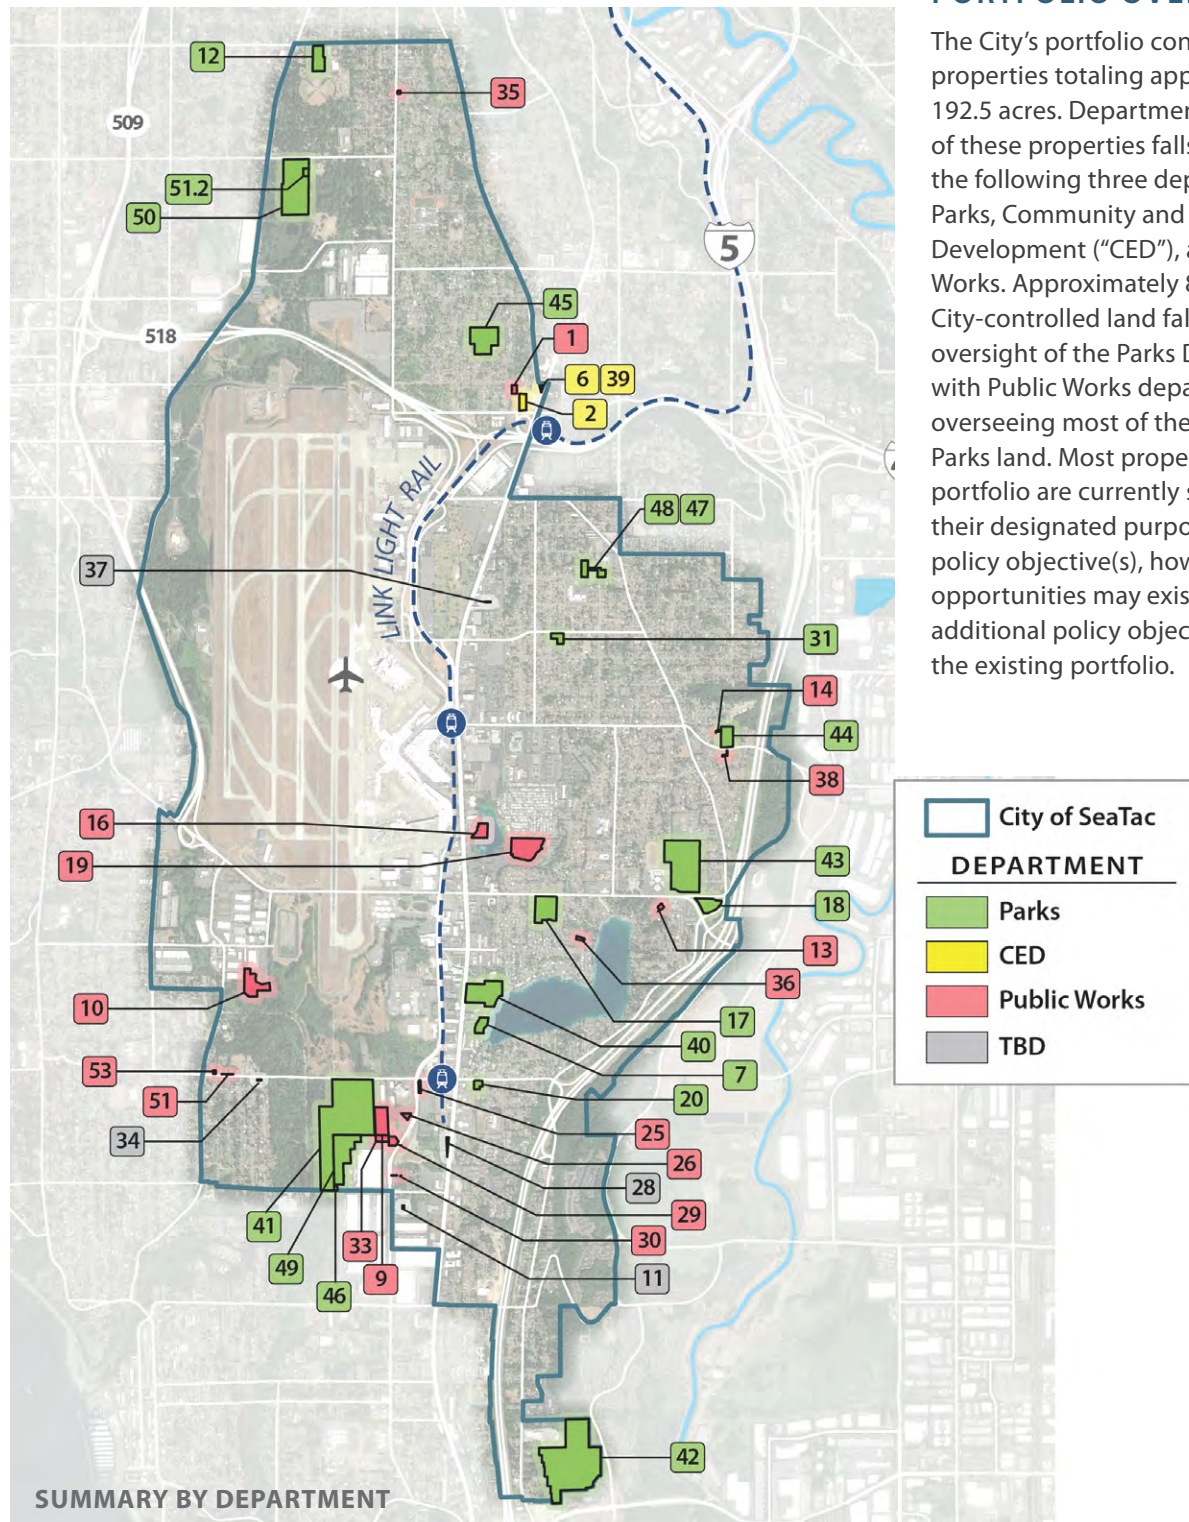 The City's portfolio con
properties totaling app
192.5 acres. Departmen
of these properties falls
the following three dep
Parks, Community and
Development ("CED"), a
Works. Approximately 8
City-controlled land fal
oversight of the Parks D
with Public Works depa
overseeing most of the
Parks land. Most prope
portfolio are currently s
their designated purpo
policy objective(s), how
opportunities may exis
additional policy objec
the existing portfolio.
12
35
509
51.2
50
5
45
518
1
6 39
2
LINK LIGHT RAIL
48 47
37
31
14
44
38
16
19
43
18
13
36
10
17
40
7
53
51
20
34
25
26
28
29
41
33
30
49
9
11
46
42
City of SeaTac
DEPARTMENT
Parks
CED
Public Works
TBD
SUMMARY BY DEPARTMENT